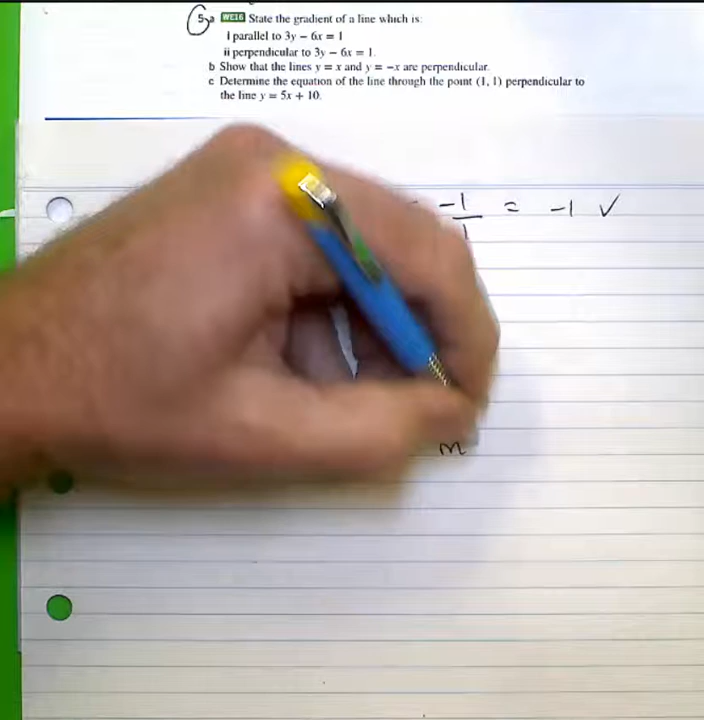 5 a WE16 State the gradient of a line which is:
i parallel to 3y − 6x = 1
ii perpendicular to 3y − 6x = 1.
b Show that the lines y = x and y = −x are perpendicular.
c Determine the equation of the line through the point (1, 1) perpendicular to
the line y = 5x + 10.
-1/1 = -1 ✓
m